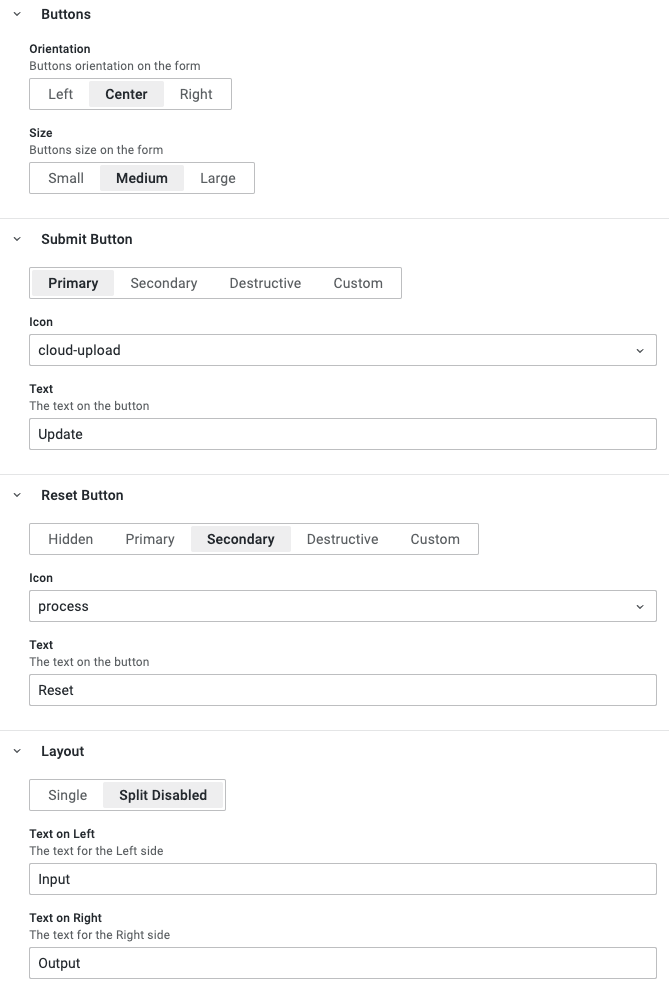 Buttons
Orientation
Buttons orientation on the form
Left Center Right
Size
Buttons size on the form
Small Medium Large
Submit Button
Primary Secondary Destructive Custom
Icon
cloud-upload
Text
The text on the button
Update
Reset Button
Hidden Primary Secondary Destructive Custom
Icon
process
Text
The text on the button
Reset
Layout
Single Split Disabled
Text on Left
The text for the Left side
Input
Text on Right
The text for the Right side
Output